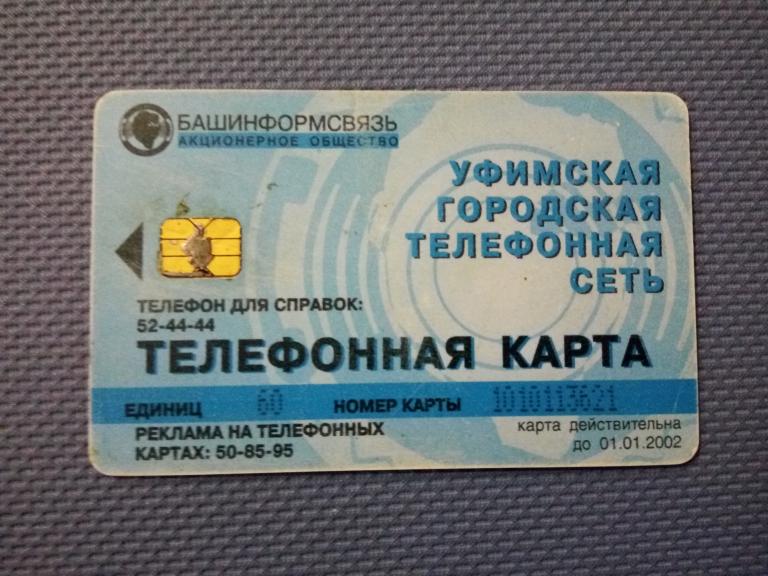 БАШИНФОРМСВЯЗЬ
АКЦИОНЕРНОЕ ОБЩЕСТВО
УФИМСКАЯ
ГОРОДСКАЯ
ТЕЛЕФОННАЯ
СЕТЬ
ТЕЛЕФОН ДЛЯ СПРАВОК:
52-44-44
ТЕЛЕФОННАЯ КАРТА
ЕДИНИЦ 60 НОМЕР КАРТЫ 1010113621
РЕКЛАМА НА ТЕЛЕФОННЫХ
КАРТАХ: 50-85-95
карта действительна
до 01.01.2002